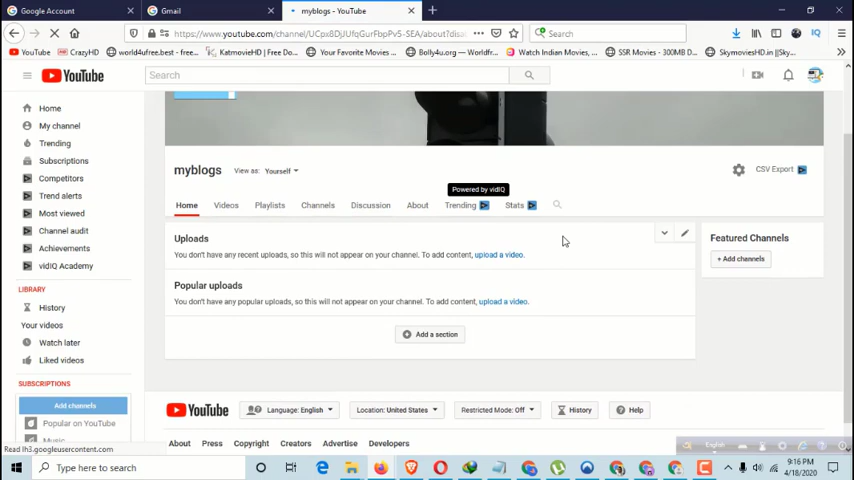 Google Account
Gmail
myblogs - YouTube
https://www.youtube.com/channel/
Search
YouTube
CrazyHD
world4ufree.best - free...
KatmovieHD |
Your Favorite Movies ...
Bolly4u.org — Worldfr...
Watch Indian Movies, ...
SSR Movies - 300MB D...
SkymoviesHD.in ||Sky...
YouTube
Search
Home
My channel
Trending
Subscriptions
Competitors
Trend alerts
Most viewed
Channel audit
Achievements
vidIQ Academy
LIBRARY
History
Your videos
Watch later
Liked videos
SUBSCRIPTIONS
Add channels
Popular on YouTube
Music
Read lh3.googleusercontent.com
myblogs
View as: Yourself
CSV Export
Powered by vidIQ
Home Videos Playlists Channels Discussion About Trending Stats
Uploads
You don't have any recent uploads, so this will not appear on your channel. To add content, upload a video.
Popular uploads
You don't have any popular uploads, so this will not appear on your channel. To add content, upload a video.
Add a section
Featured Channels
+ Add channels
YouTube
Language: English
Location: United States
Restricted Mode: Off
History
Help
About Press Copyright Creators Advertise Developers
English
Type here to search
9:16 PM
4/18/2020